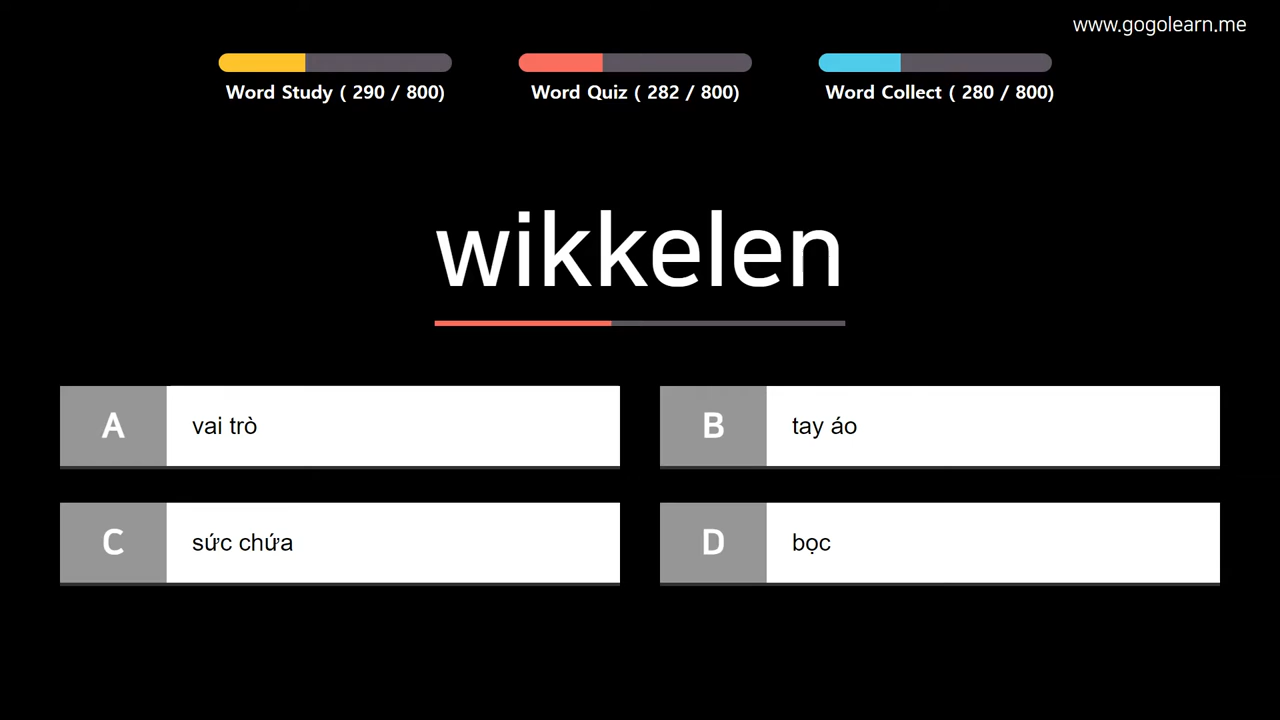 www.gogolearn.me
Word Study ( 290 / 800)
Word Quiz ( 282 / 800)
Word Collect ( 280 / 800)
wikkelen
A vai trò
B tay áo
C sức chứa
D bọc